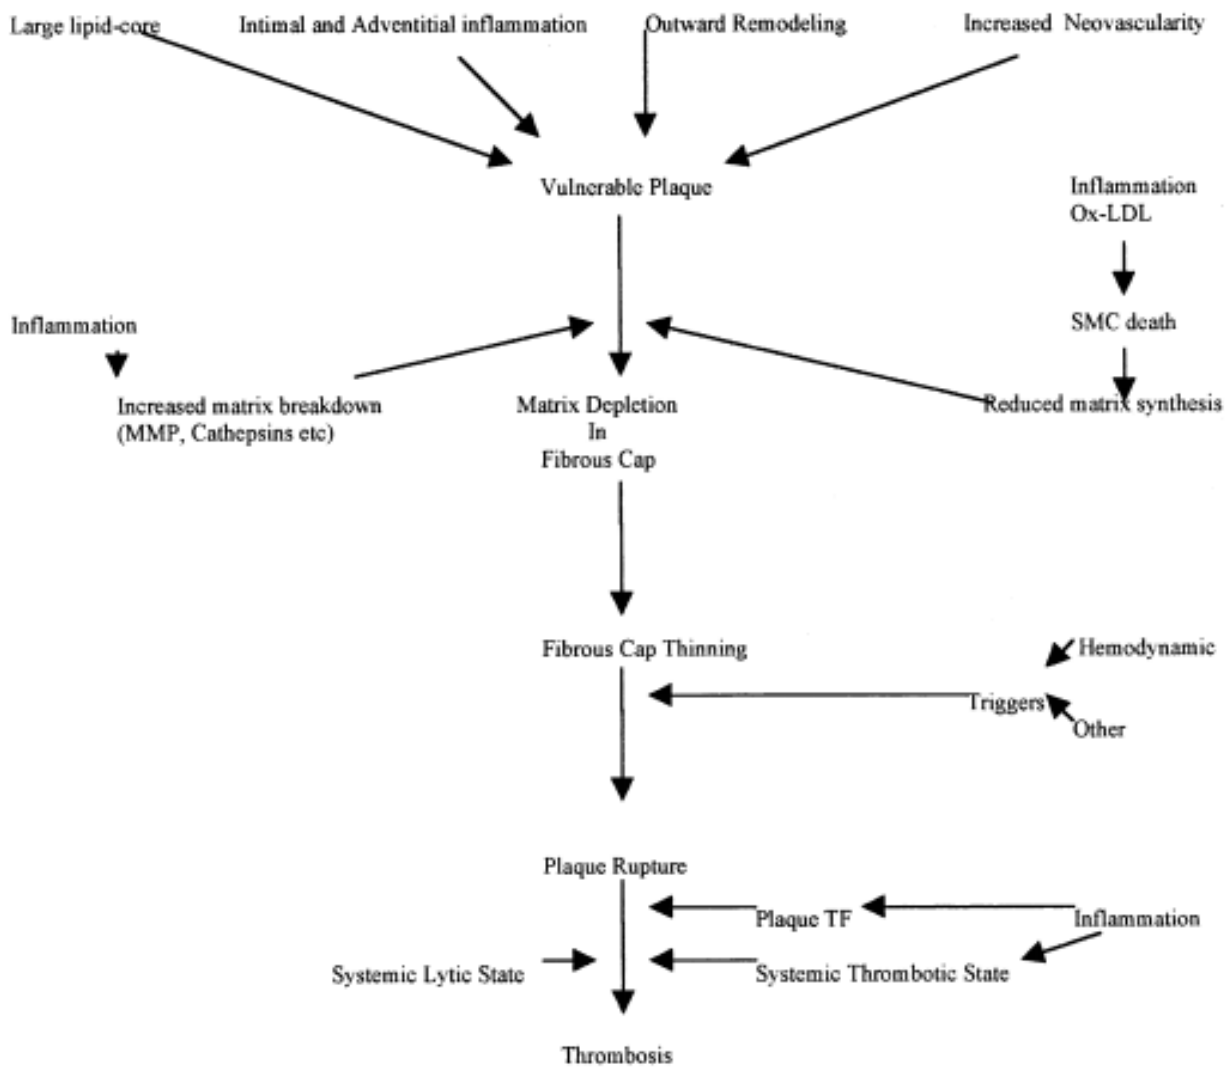 Large lipid-core
Intimal and Adventitial inflammation
Outward Remodeling
Increased Neovascularity
Vulnerable Plaque
Inflammation
Ox-LDL
Inflammation
SMC death
Increased matrix breakdown
(MMP, Cathepsins etc)
Matrix Depletion
In
Fibrous Cap
Reduced matrix synthesis
Fibrous Cap Thinning
Hemodynamic
Triggers
Other
Plaque Rupture
Plaque TF
Inflammation
Systemic Lytic State
Systemic Thrombotic State
Thrombosis